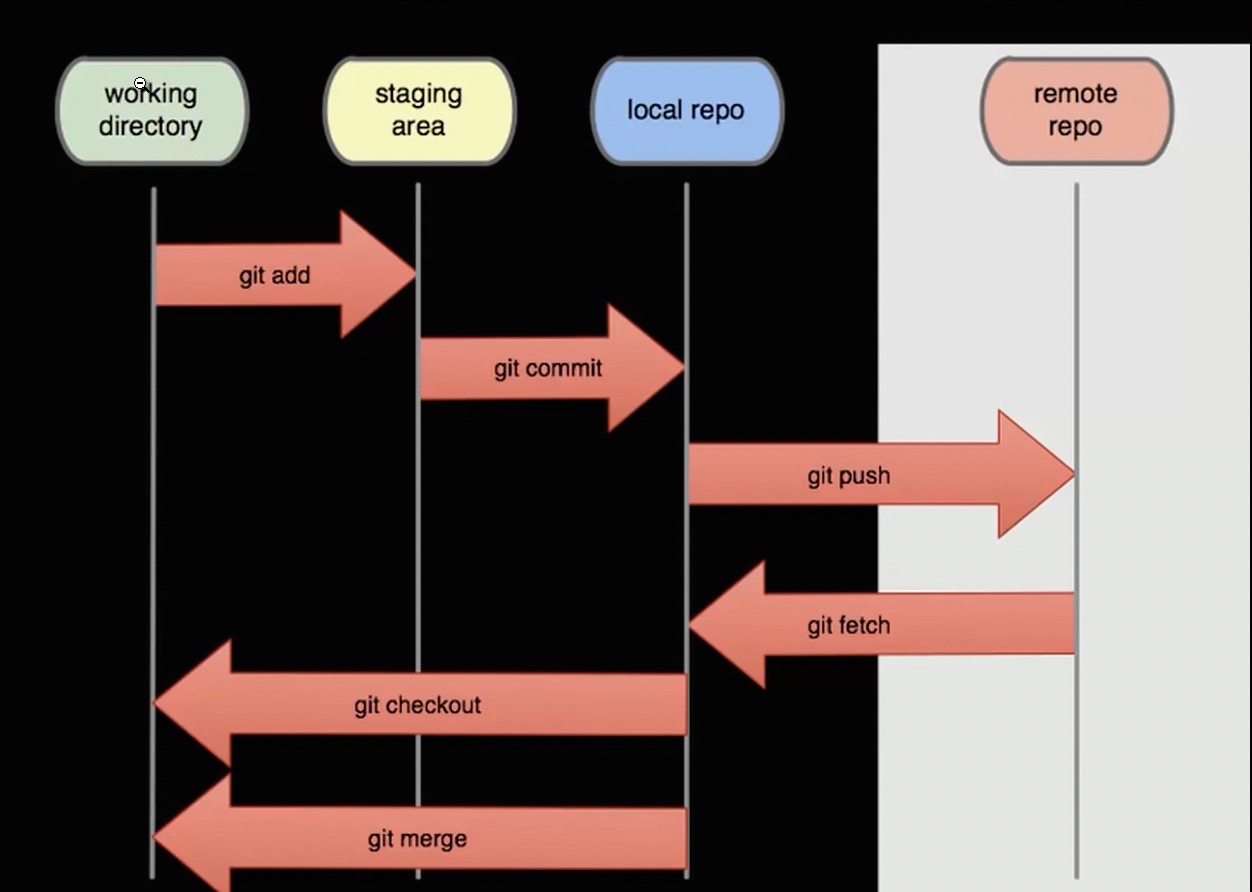 working
directory
staging
area
local repo
remote
repo
git add
git commit
git push
git fetch
git checkout
git merge